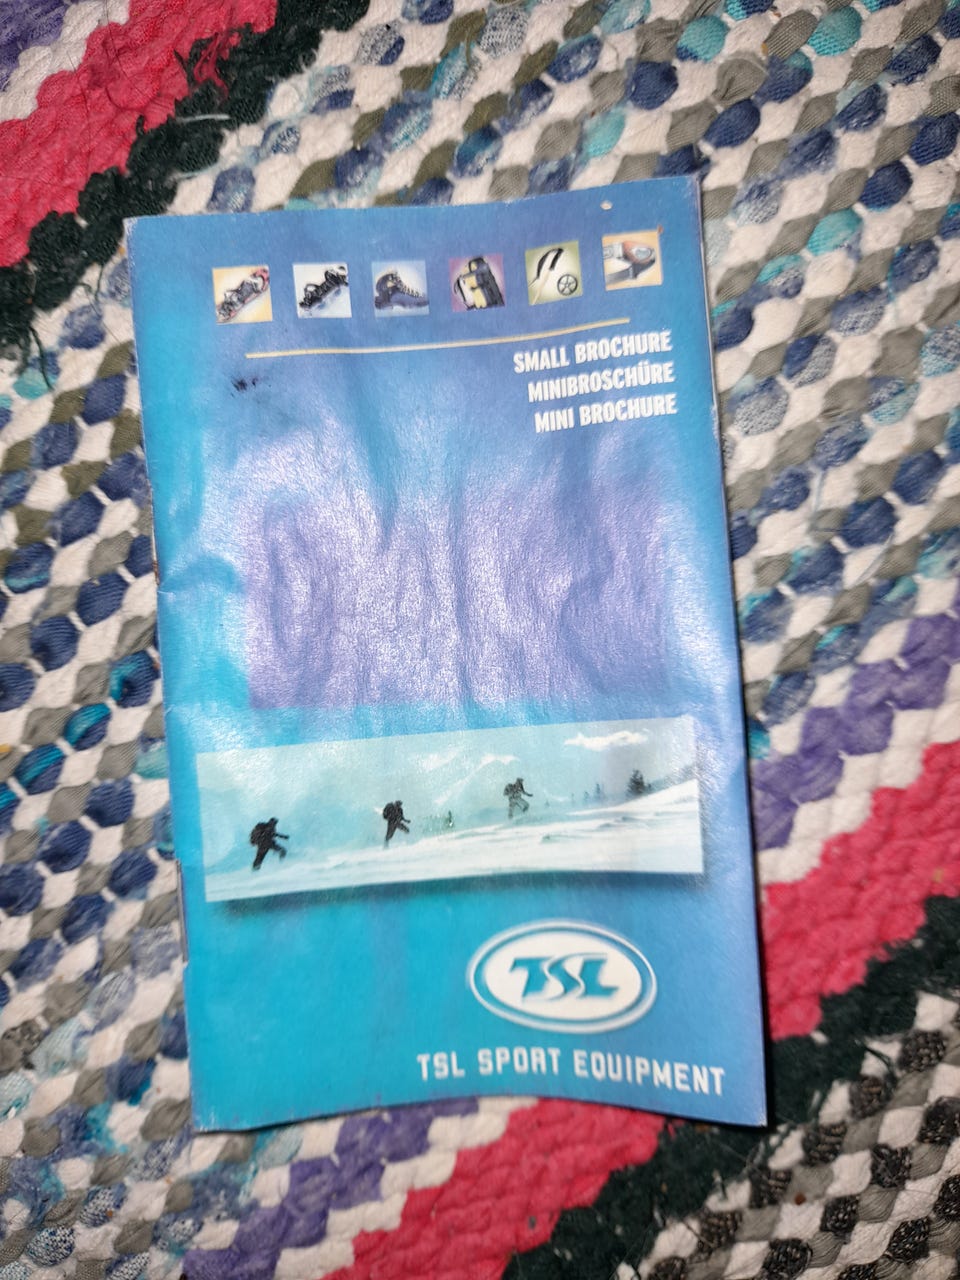 SMALL BROCHURE
MINIBROSCHÜRE
MINI BROCHURE
TSL
TSL SPORT EQUIPMENT